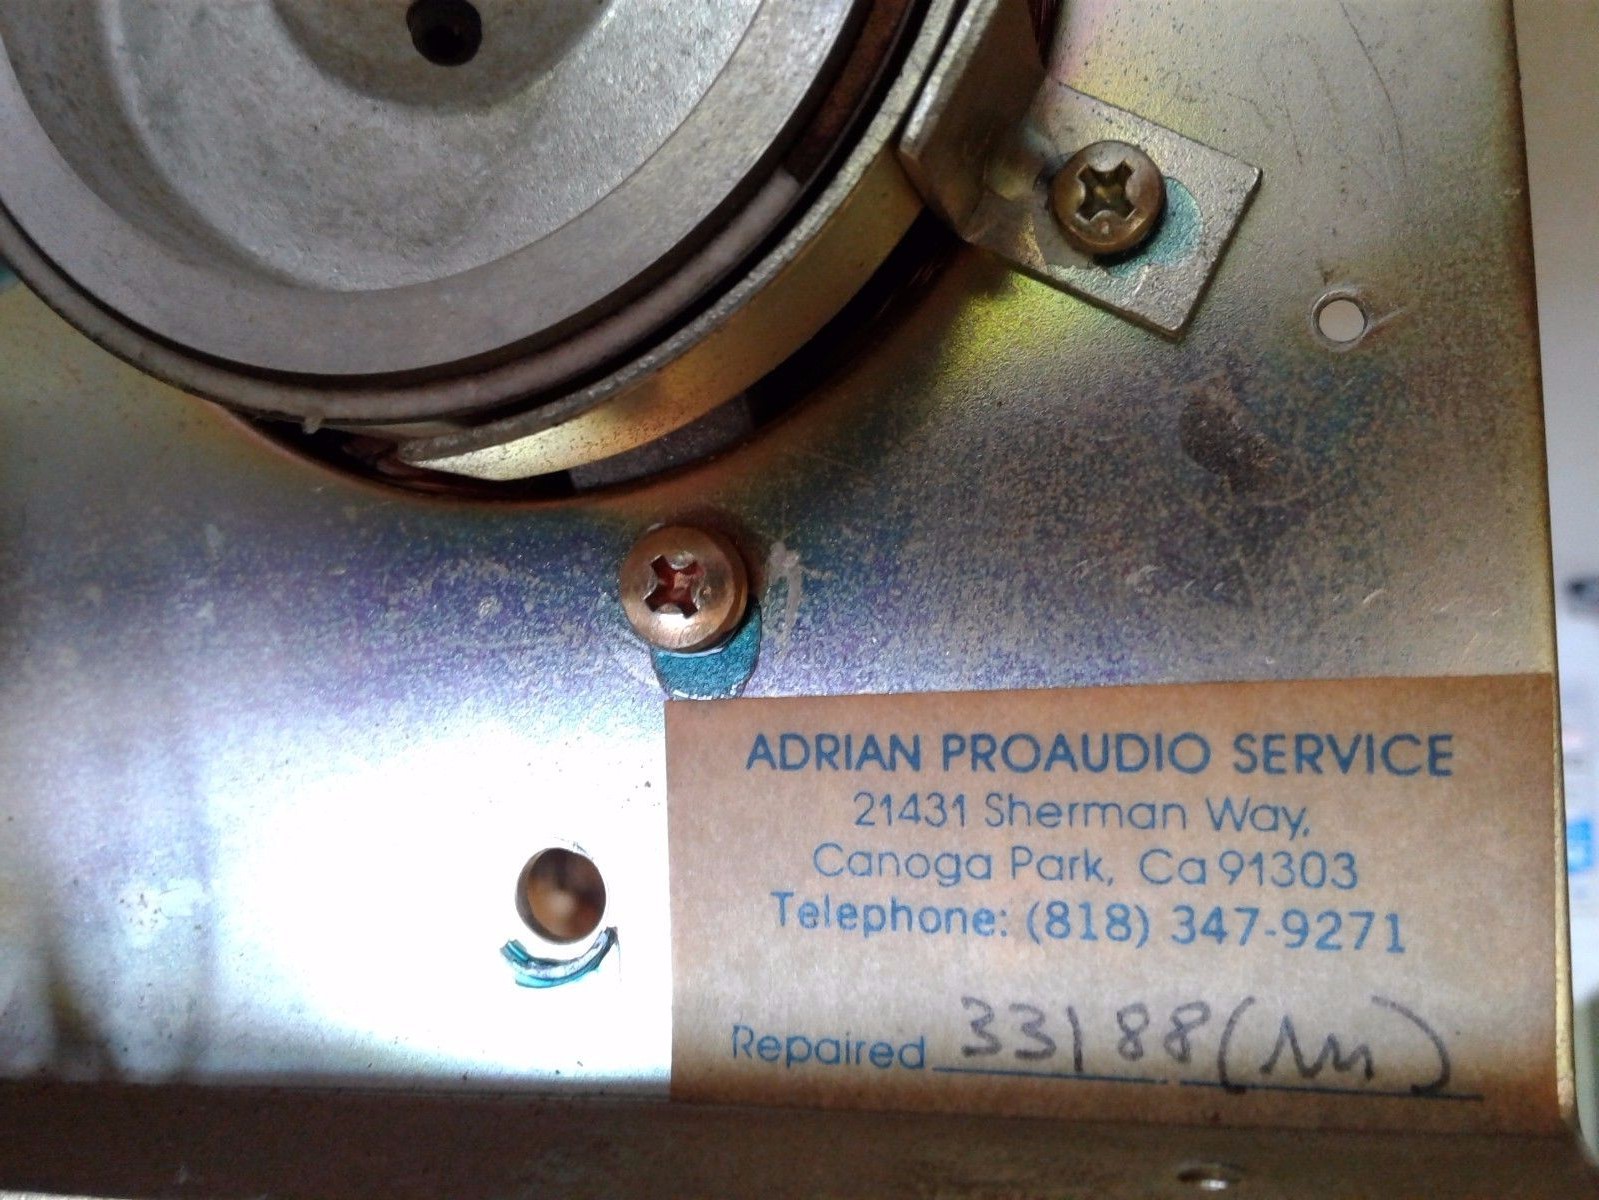 ADRIAN PROAUDIO SERVICE
21431 Sherman Way,
Canoga Park, Ca 91303
Telephone: (818) 347-9271
Repaired 33188